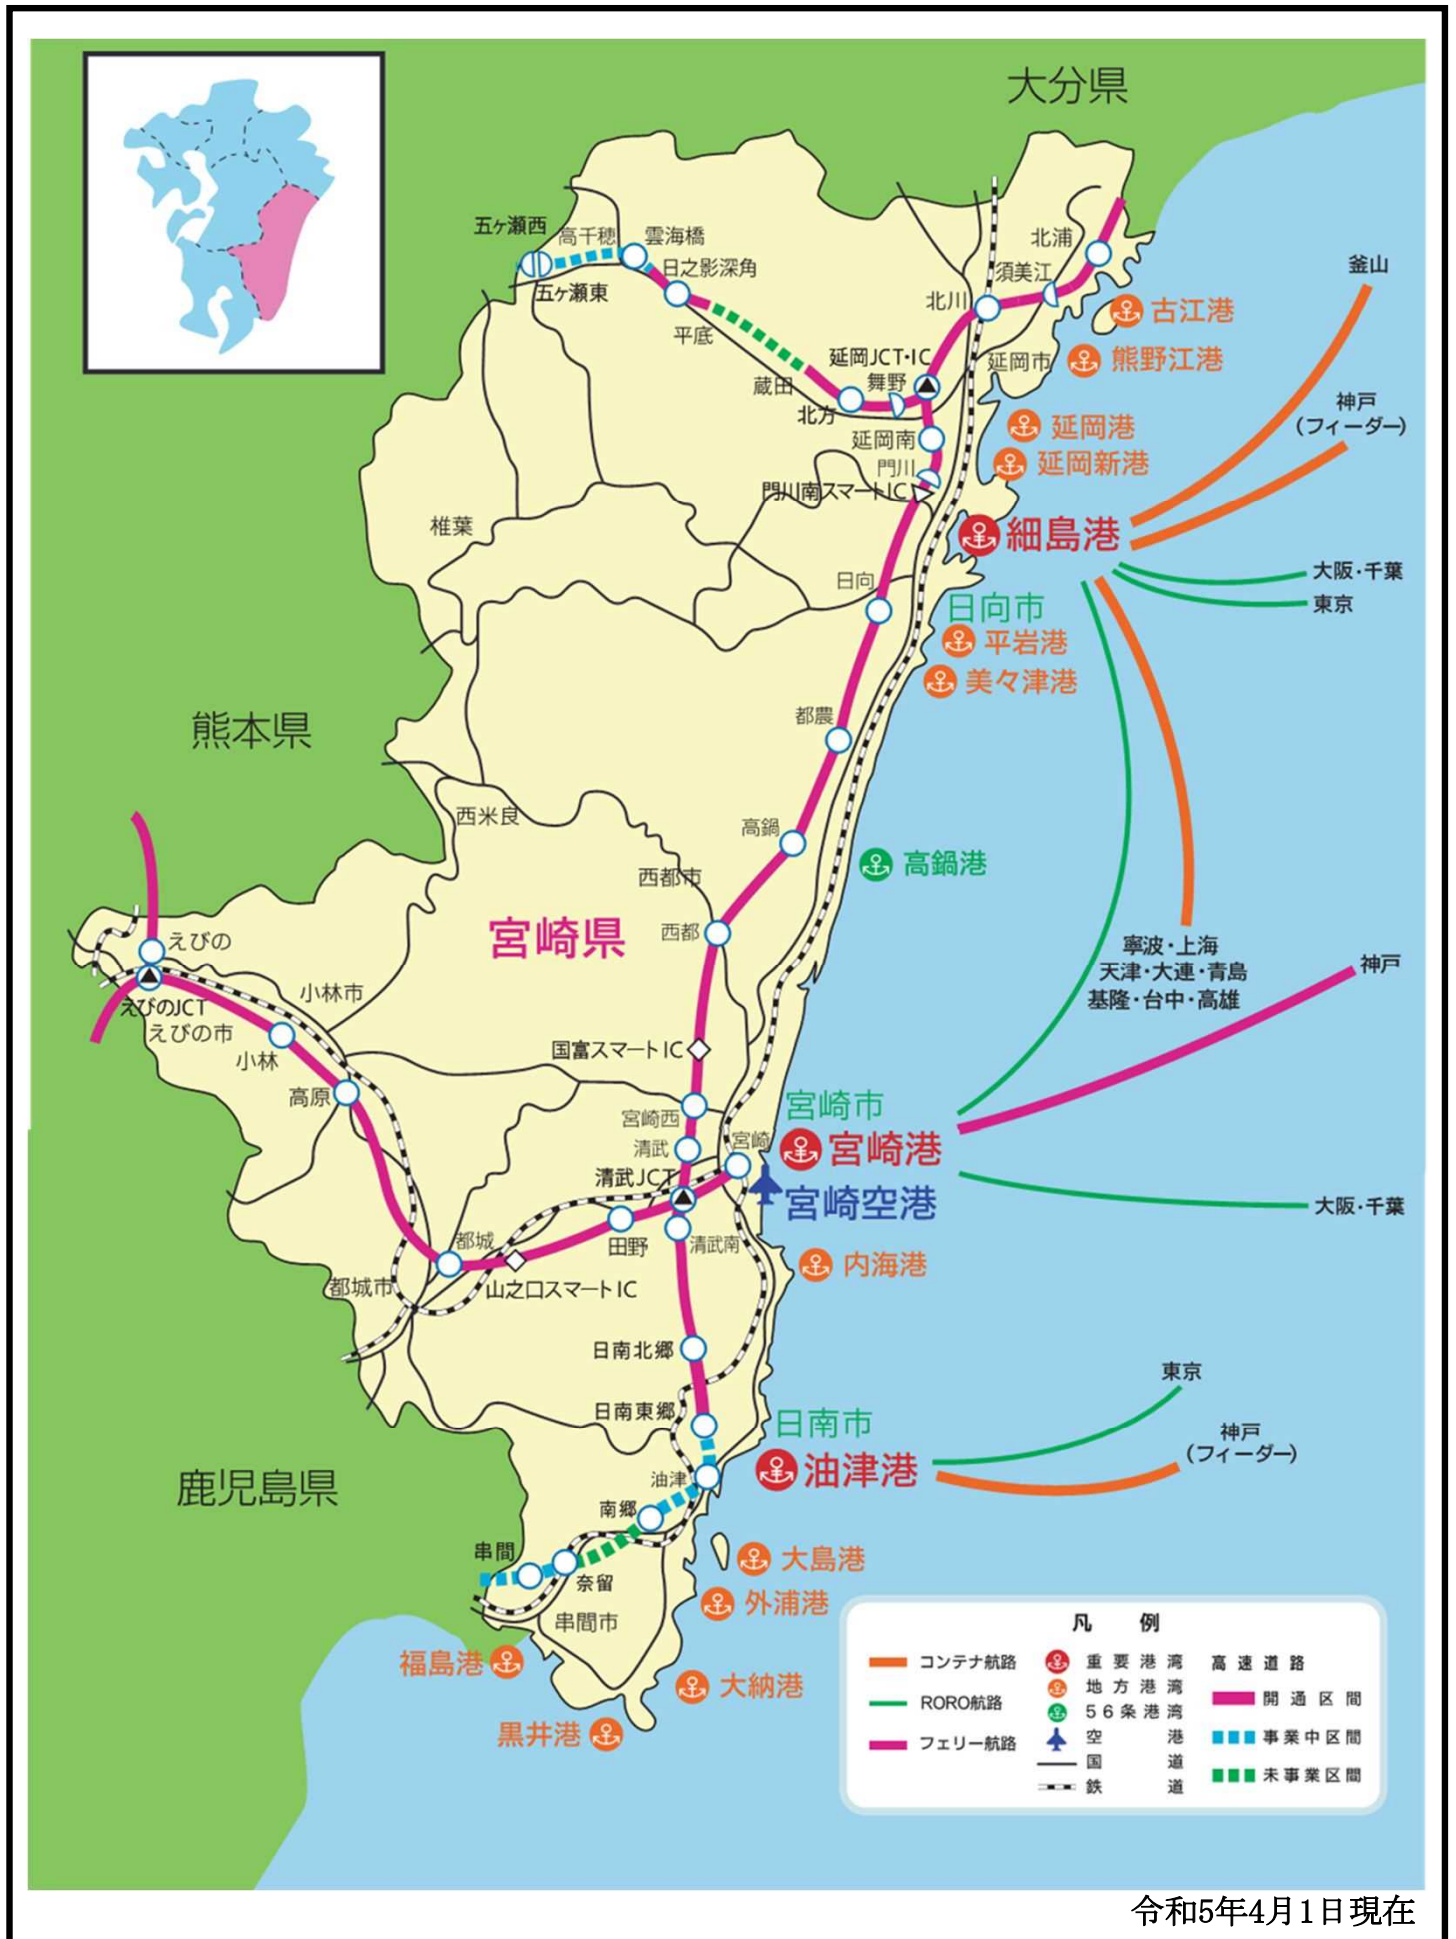 大分県
五ヶ瀬西
高千穂
雲海橋
日之影深角
五ヶ瀬東
平底
蔵田
北方
舞野
延岡JCT・IC
北川
須美江
北浦
古江港
熊野江港
延岡市
延岡南
門川
門川南スマートIC
延岡港
延岡新港
細島港
釜山
神戸
(フィーダー)
大阪・千葉
東京
椎葉
日向
日向市
平岩港
美々津港
熊本県
都農
西米良
高鍋
高鍋港
西都市
西都
宮崎県
寧波・上海
天津・大連・青島
基隆・台中・高雄
神戸
えびの
えびのJCT
えびの市
小林市
小林
高原
国富スマートIC
宮崎西
清武
清武JCT
宮崎
宮崎市
宮崎港
宮崎空港
大阪・千葉
都城
田野
清武南
内海港
都城市
山之口スマートIC
日南北郷
日南東郷
日南市
油津港
東京
神戸
(フィーダー)
鹿児島県
油津
南郷
串間
奈留
串間市
大島港
外浦港
福島港
大納港
黒井港
凡 例
コンテナ航路
RORO航路
フェリー航路
重要港湾
地方港湾
56条港湾
空港
国道
鉄道
高速道路
開通区間
事業中区間
未事業区間
令和5年4月1日現在